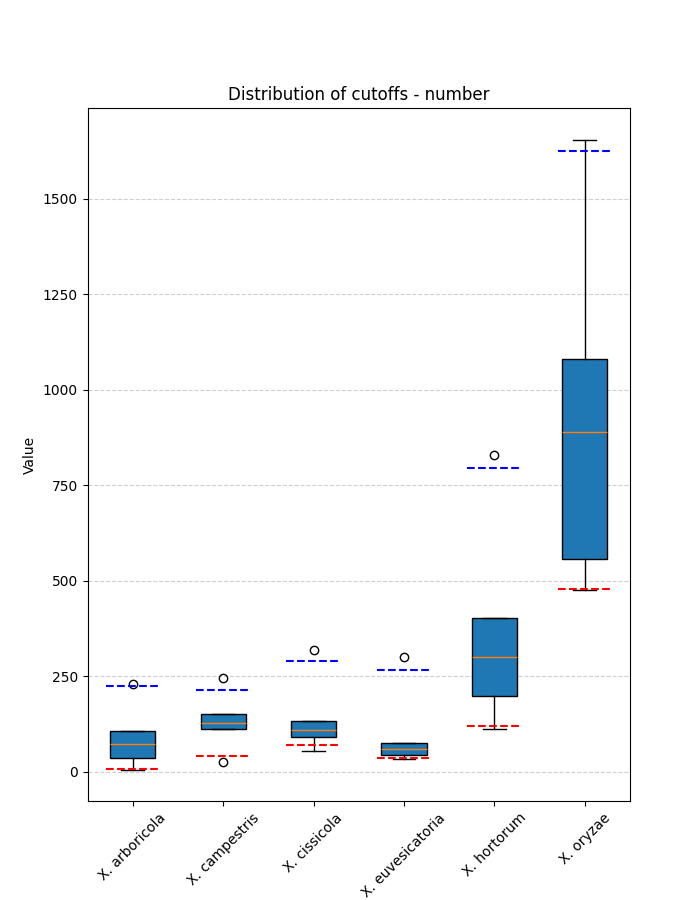 Distribution of cutoffs - number
1500
1250
1000
750
500
250
0
Value
X. arboricola
X. campestris
X. cissicola
X. euvesicatoria
X. hortorum
X. oryzae